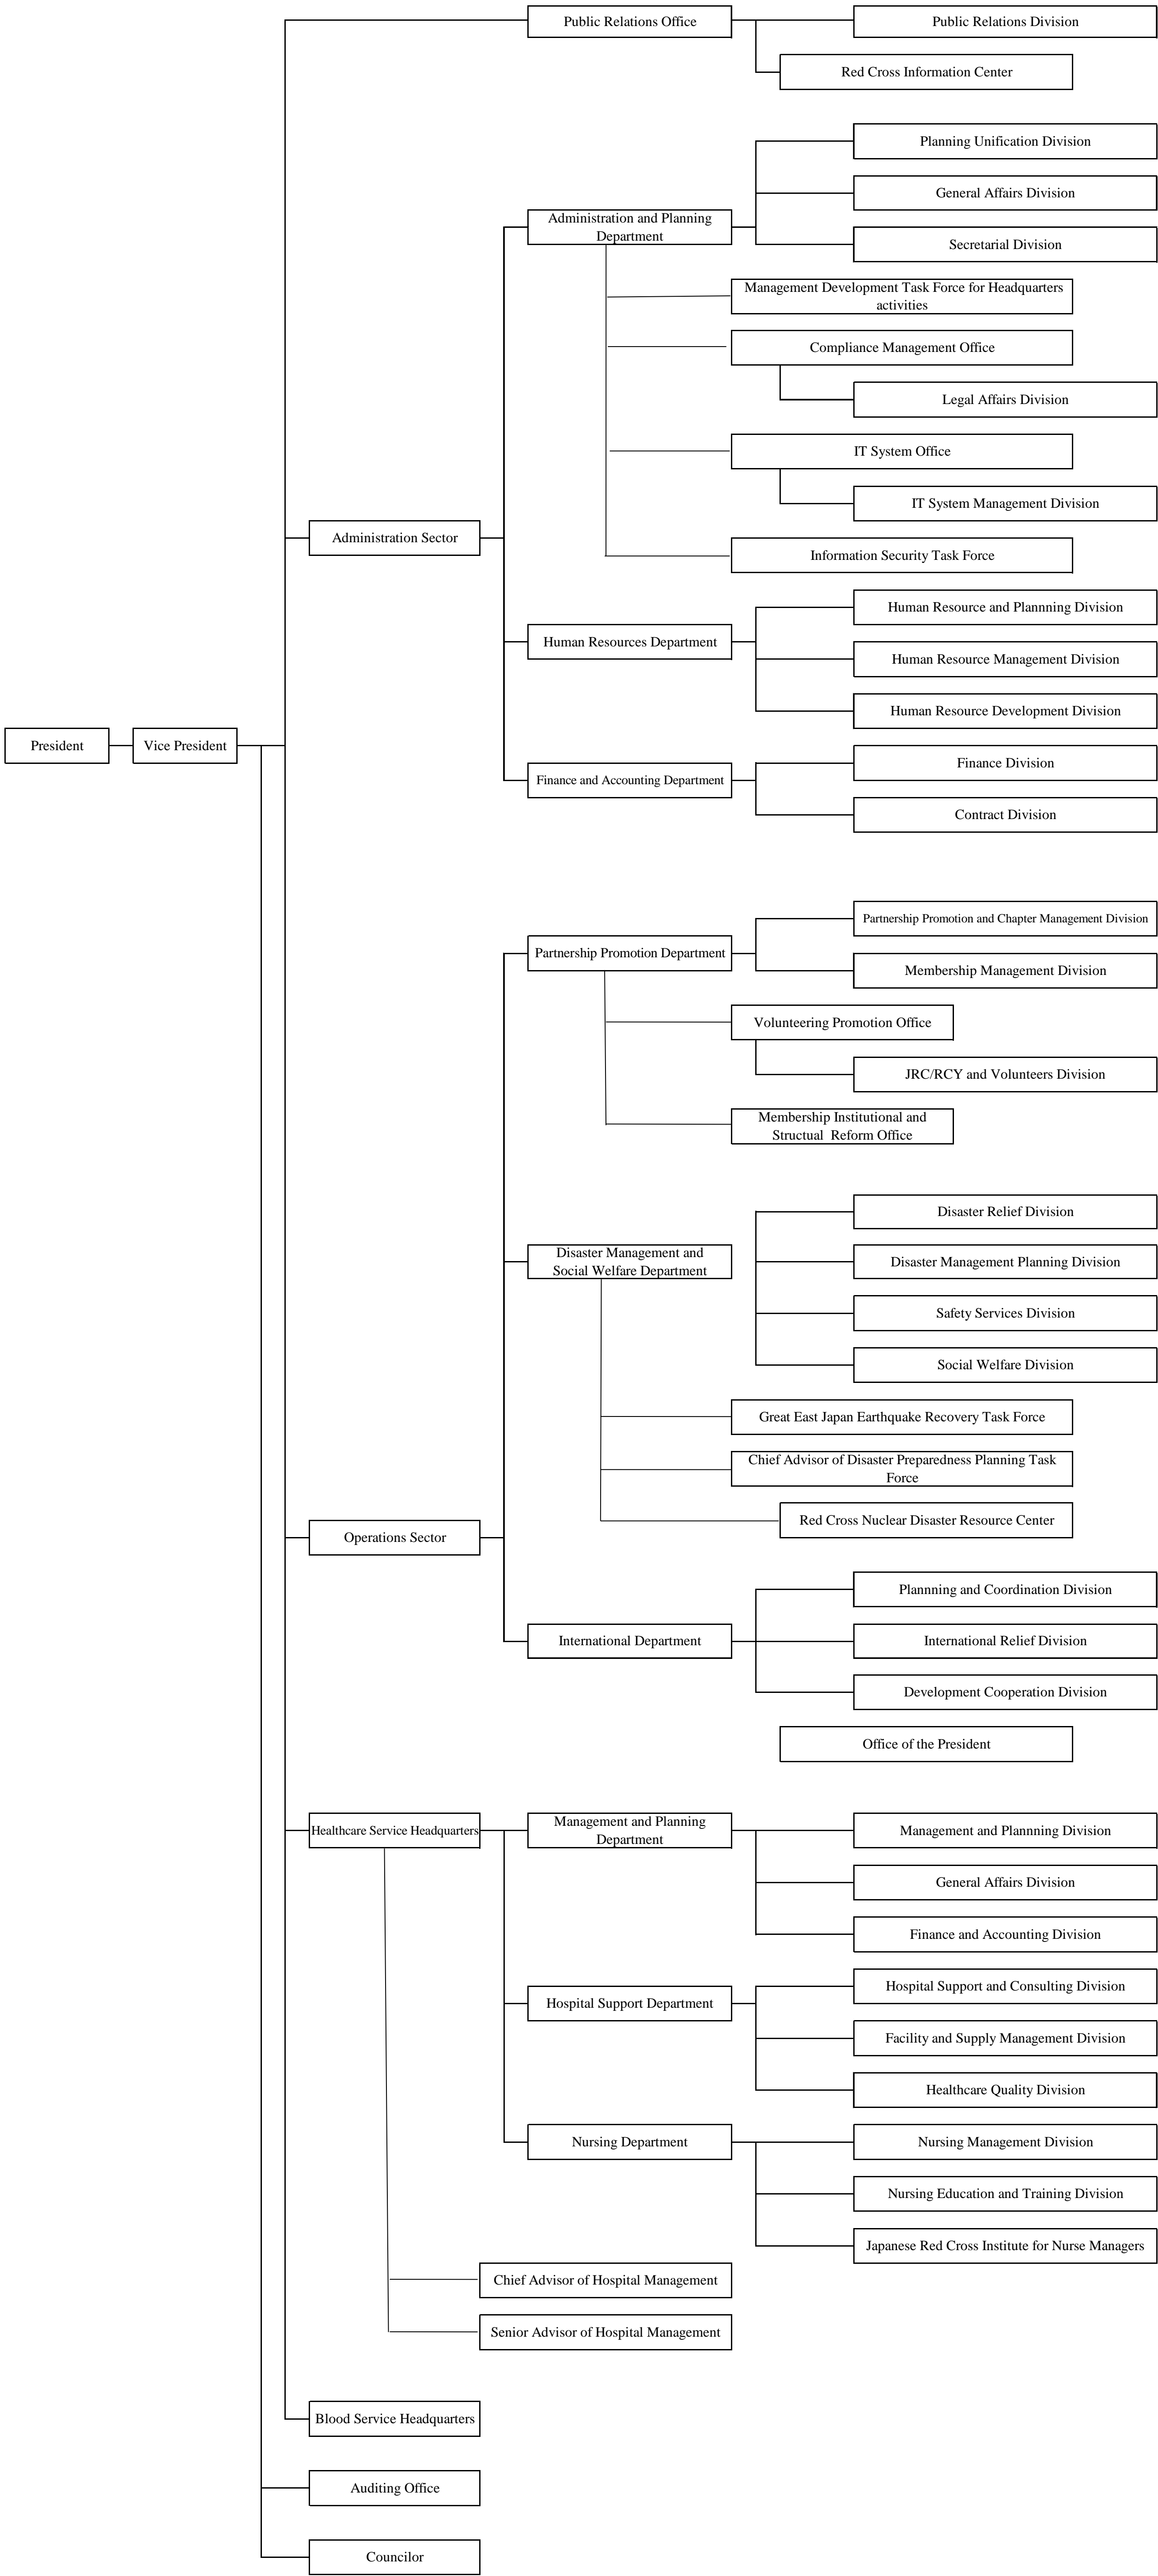 Public Relations Office
Public Relations Division
Red Cross Information Center
Planning Unification Division
General Affairs Division
Administration and Planning
Department
Secretarial Division
Management Development Task Force for Headquarters
activities
Compliance Management Office
Legal Affairs Division
IT System Office
IT System Management Division
Administration Sector
Information Security Task Force
Human Resource and Plannning Division
Human Resources Department
Human Resource Management Division
Human Resource Development Division
President
Vice President
Finance Division
Finance and Accounting Department
Contract Division
Partnership Promotion and Chapter Management Division
Partnership Promotion Department
Membership Management Division
Volunteering Promotion Office
JRC/RCY and Volunteers Division
Membership Institutional and
Structual  Reform Office
Disaster Relief Division
Disaster Management and
Social Welfare Department
Disaster Management Planning Division
Safety Services Division
Social Welfare Division
Great East Japan Earthquake Recovery Task Force
Chief Advisor of Disaster Preparedness Planning Task
Force
Red Cross Nuclear Disaster Resource Center
Operations Sector
Plannning and Coordination Division
International Department
International Relief Division
Development Cooperation Division
Office of the President
Healthcare Service Headquarters
Management and Planning
Department
Management and Plannning Division
General Affairs Division
Finance and Accounting Division
Hospital Support and Consulting Division
Hospital Support Department
Facility and Supply Management Division
Healthcare Quality Division
Nursing Department
Nursing Management Division
Nursing Education and Training Division
Japanese Red Cross Institute for Nurse Managers
Chief Advisor of Hospital Management
Senior Advisor of Hospital Management
Blood Service Headquarters
Auditing Office
Councilor